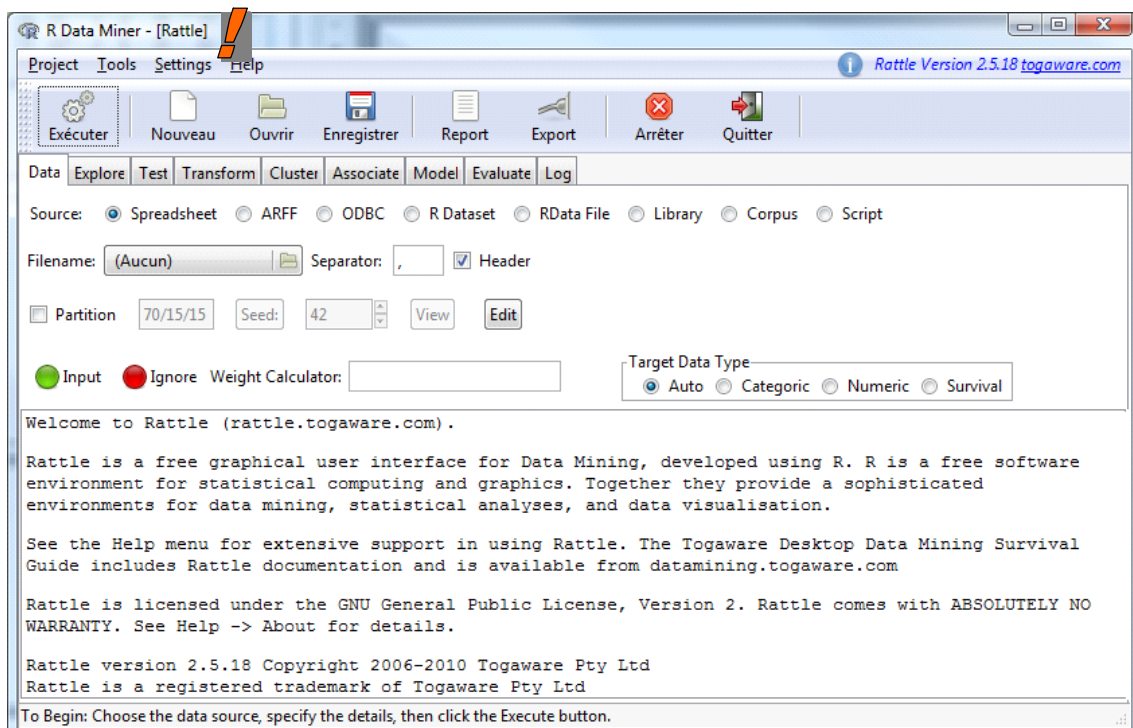 R Data Miner - [Rattle]
Project Tools Settings Help
Rattle Version 2.5.18 togaware.com
Exécuter Nouveau Ouvrir Enregistrer Report Export Arrêter Quitter
Data Explore Test Transform Cluster Associate Model Evaluate Log
Source: Spreadsheet ARFF ODBC R Dataset RData File Library Corpus Script
Filename: (Aucun) Separator: , Header
Partition 70/15/15 Seed: 42 View Edit
Target Data Type
Input Ignore Weight Calculator: Auto Categoric Numeric Survival
Welcome to Rattle (rattle.togaware.com).
Rattle is a free graphical user interface for Data Mining, developed using R. R is a free software
environment for statistical computing and graphics. Together they provide a sophisticated
environments for data mining, statistical analyses, and data visualisation.
See the Help menu for extensive support in using Rattle. The Togaware Desktop Data Mining Survival
Guide includes Rattle documentation and is available from datamining.togaware.com
Rattle is licensed under the GNU General Public License, Version 2. Rattle comes with ABSOLUTELY NO
WARRANTY. See Help -> About for details.
Rattle version 2.5.18 Copyright 2006-2010 Togaware Pty Ltd
Rattle is a registered trademark of Togaware Pty Ltd
To Begin: Choose the data source, specify the details, then click the Execute button.